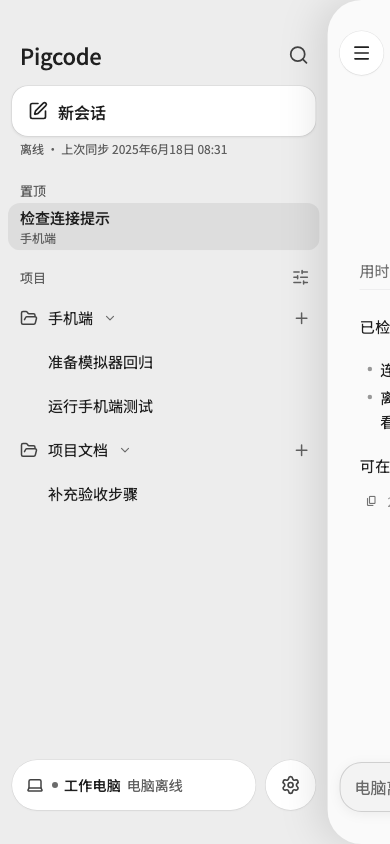 Pigcode
新会话
离线 · 上次同步 2025年6月18日 08:31
置顶
检查连接提示
手机端
项目
手机端
准备模拟器回归
运行手机端测试
项目文档
补充验收步骤
工作电脑 电脑离线
用时
已检
连
离
看
可在
电脑